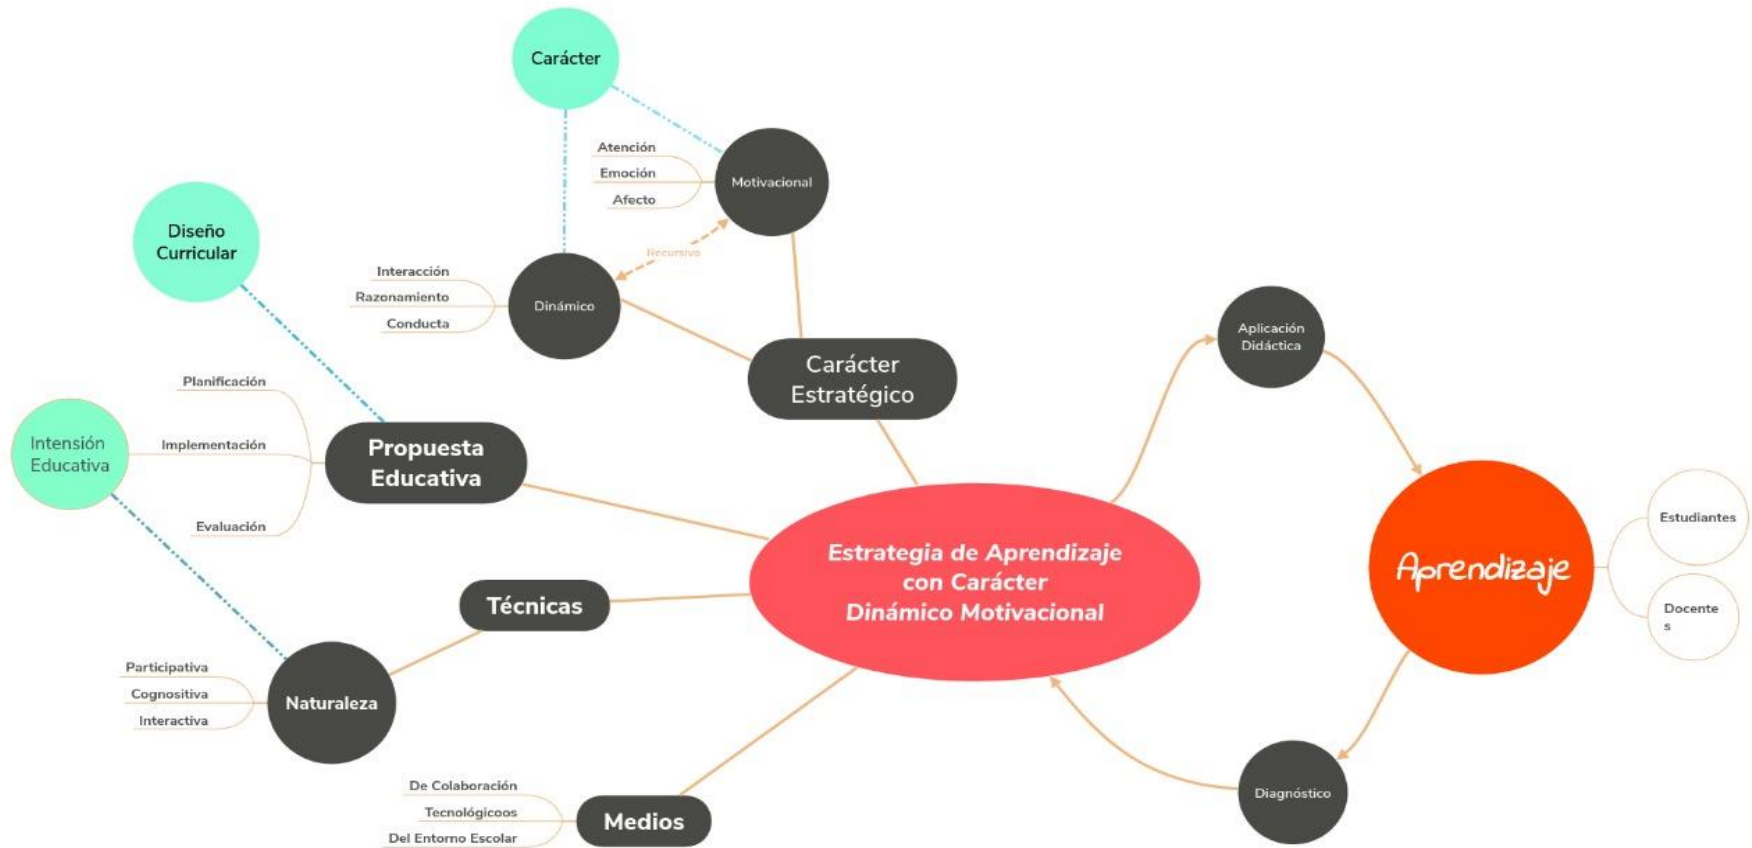 Carácter
Atención
Emoción
Afecto
Motivacional
Recursivo
Diseño
Curricular
Interacción
Razonamiento
Conducta
Dinámico
Carácter
Estratégico
Aplicación
Didáctica
Planificación
Implementación
Evaluación
Intensión
Educativa
Propuesta
Educativa
Estrategia de Aprendizaje
con Carácter
Dinámico Motivacional
Aprendizaje
Estudiantes
Docente
s
Técnicas
Participativa
Cognositiva
Interactiva
Naturaleza
De Colaboración
Tecnológicoos
Del Entorno Escolar
Medios
Diagnóstico